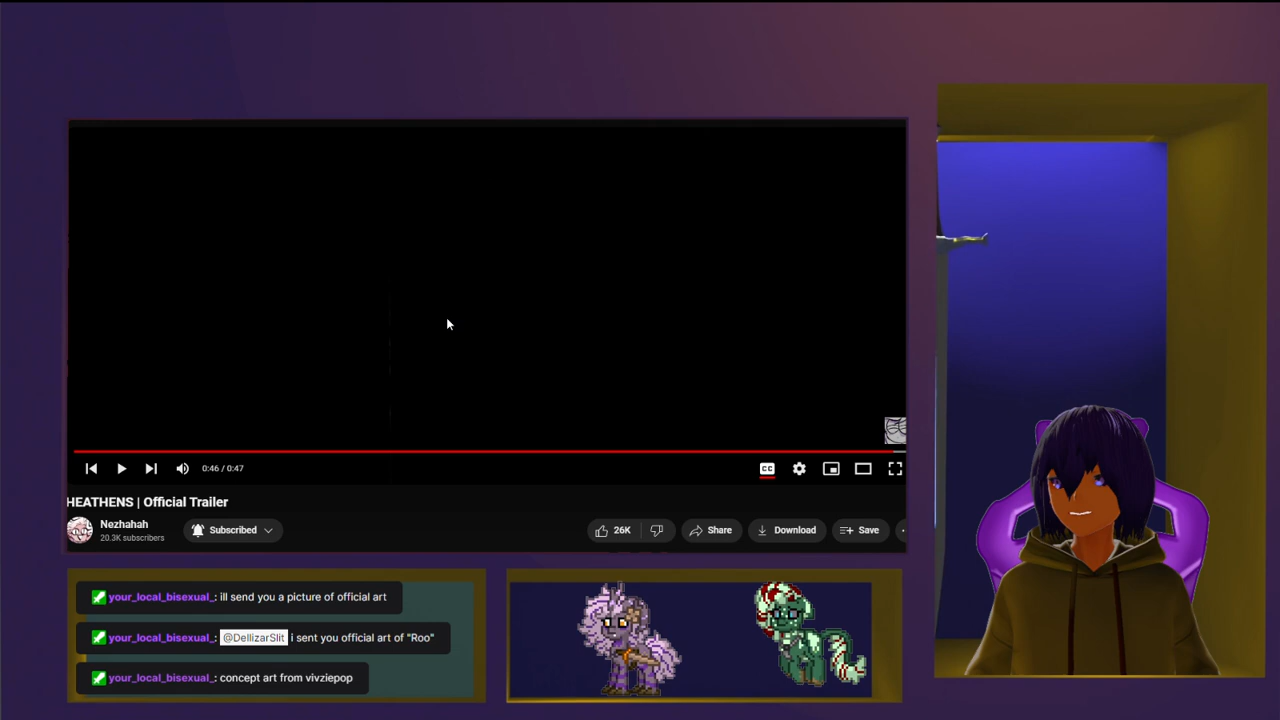 0:46 / 0:47
CC
HEATHENS | Official Trailer
Nezhahah
20.3K subscribers
Subscribed
26K
Share
Download
Save
your_local_bisexual_: ill send you a picture of official art
your_local_bisexual_: @DellizarSlit i sent you official art of "Roo"
your_local_bisexual_: concept art from vivziepop